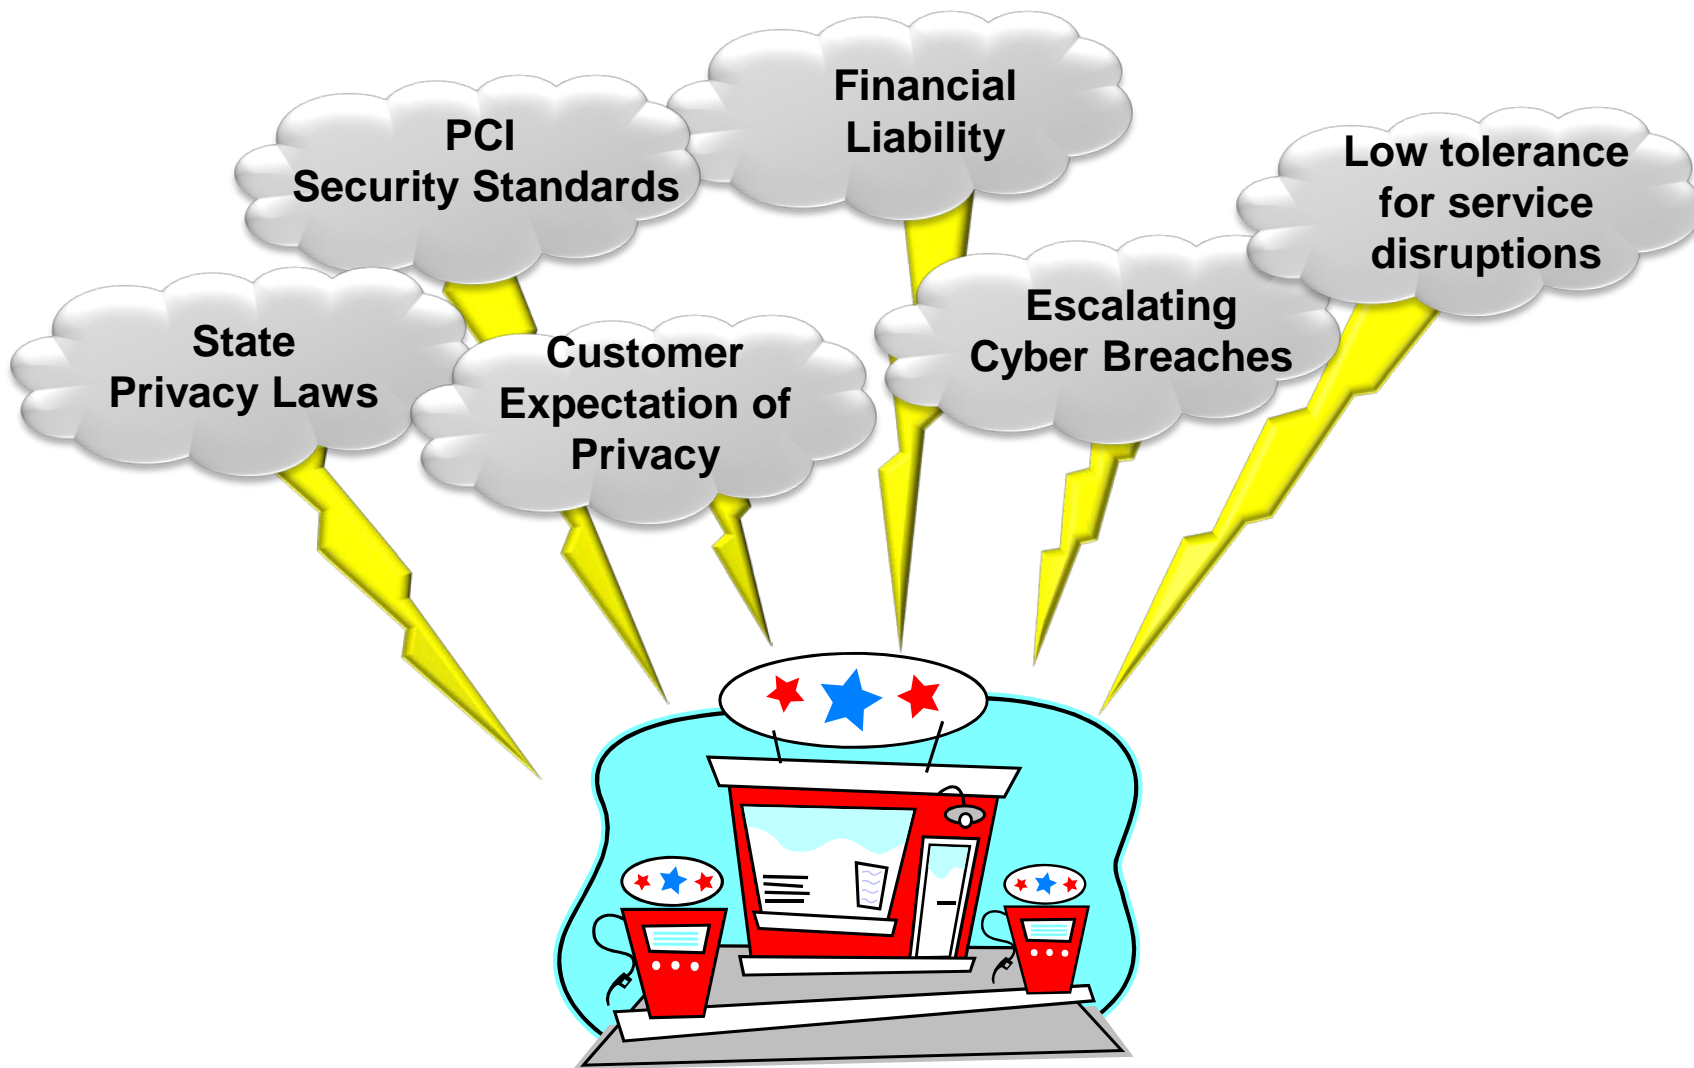 Financial
Liability
PCI
Security Standards
Low tolerance
for service
disruptions
State
Privacy Laws
Customer
Expectation of
Privacy
Escalating
Cyber Breaches